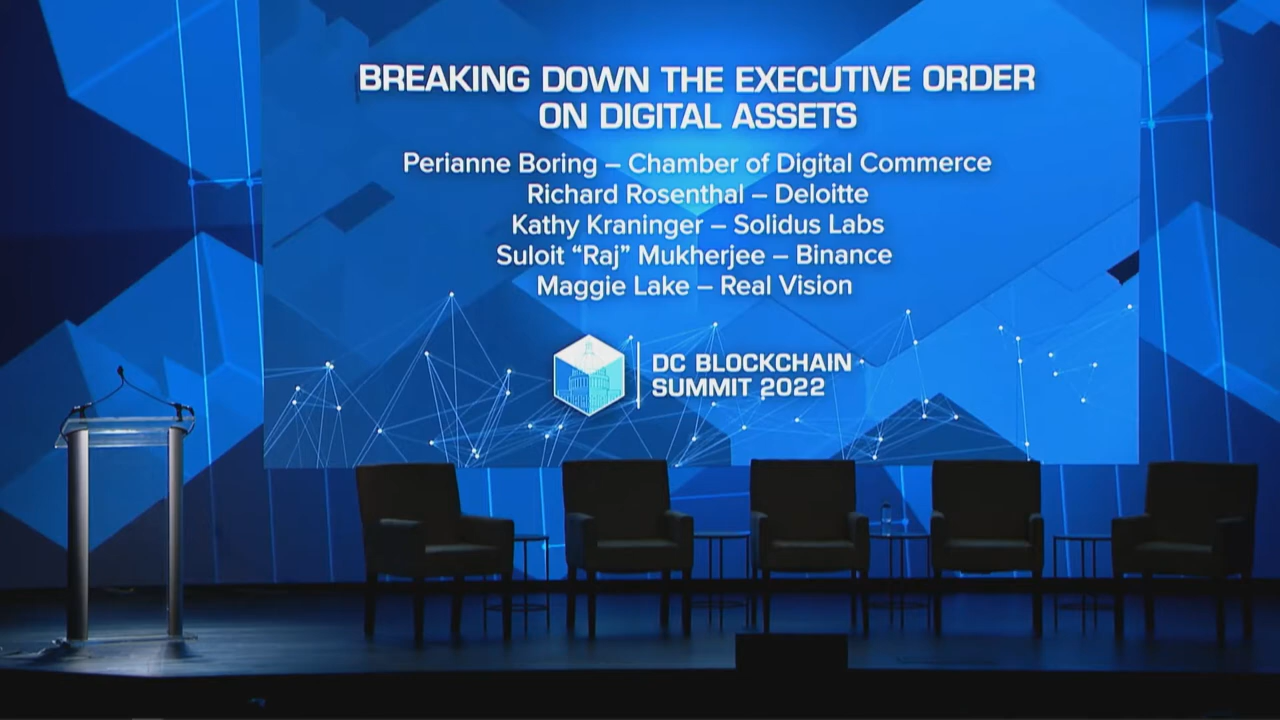 BREAKING DOWN THE EXECUTIVE ORDER
ON DIGITAL ASSETS
Perianne Boring – Chamber of Digital Commerce
Richard Rosenthal – Deloitte
Kathy Kraninger – Solidus Labs
Suloit “Raj” Mukherjee – Binance
Maggie Lake – Real Vision
DC BLOCKCHAIN
SUMMIT 2022